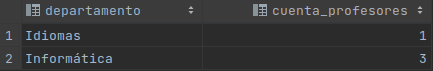 departamento cuenta_profesores
1 Idiomas 1
2 Informática 3